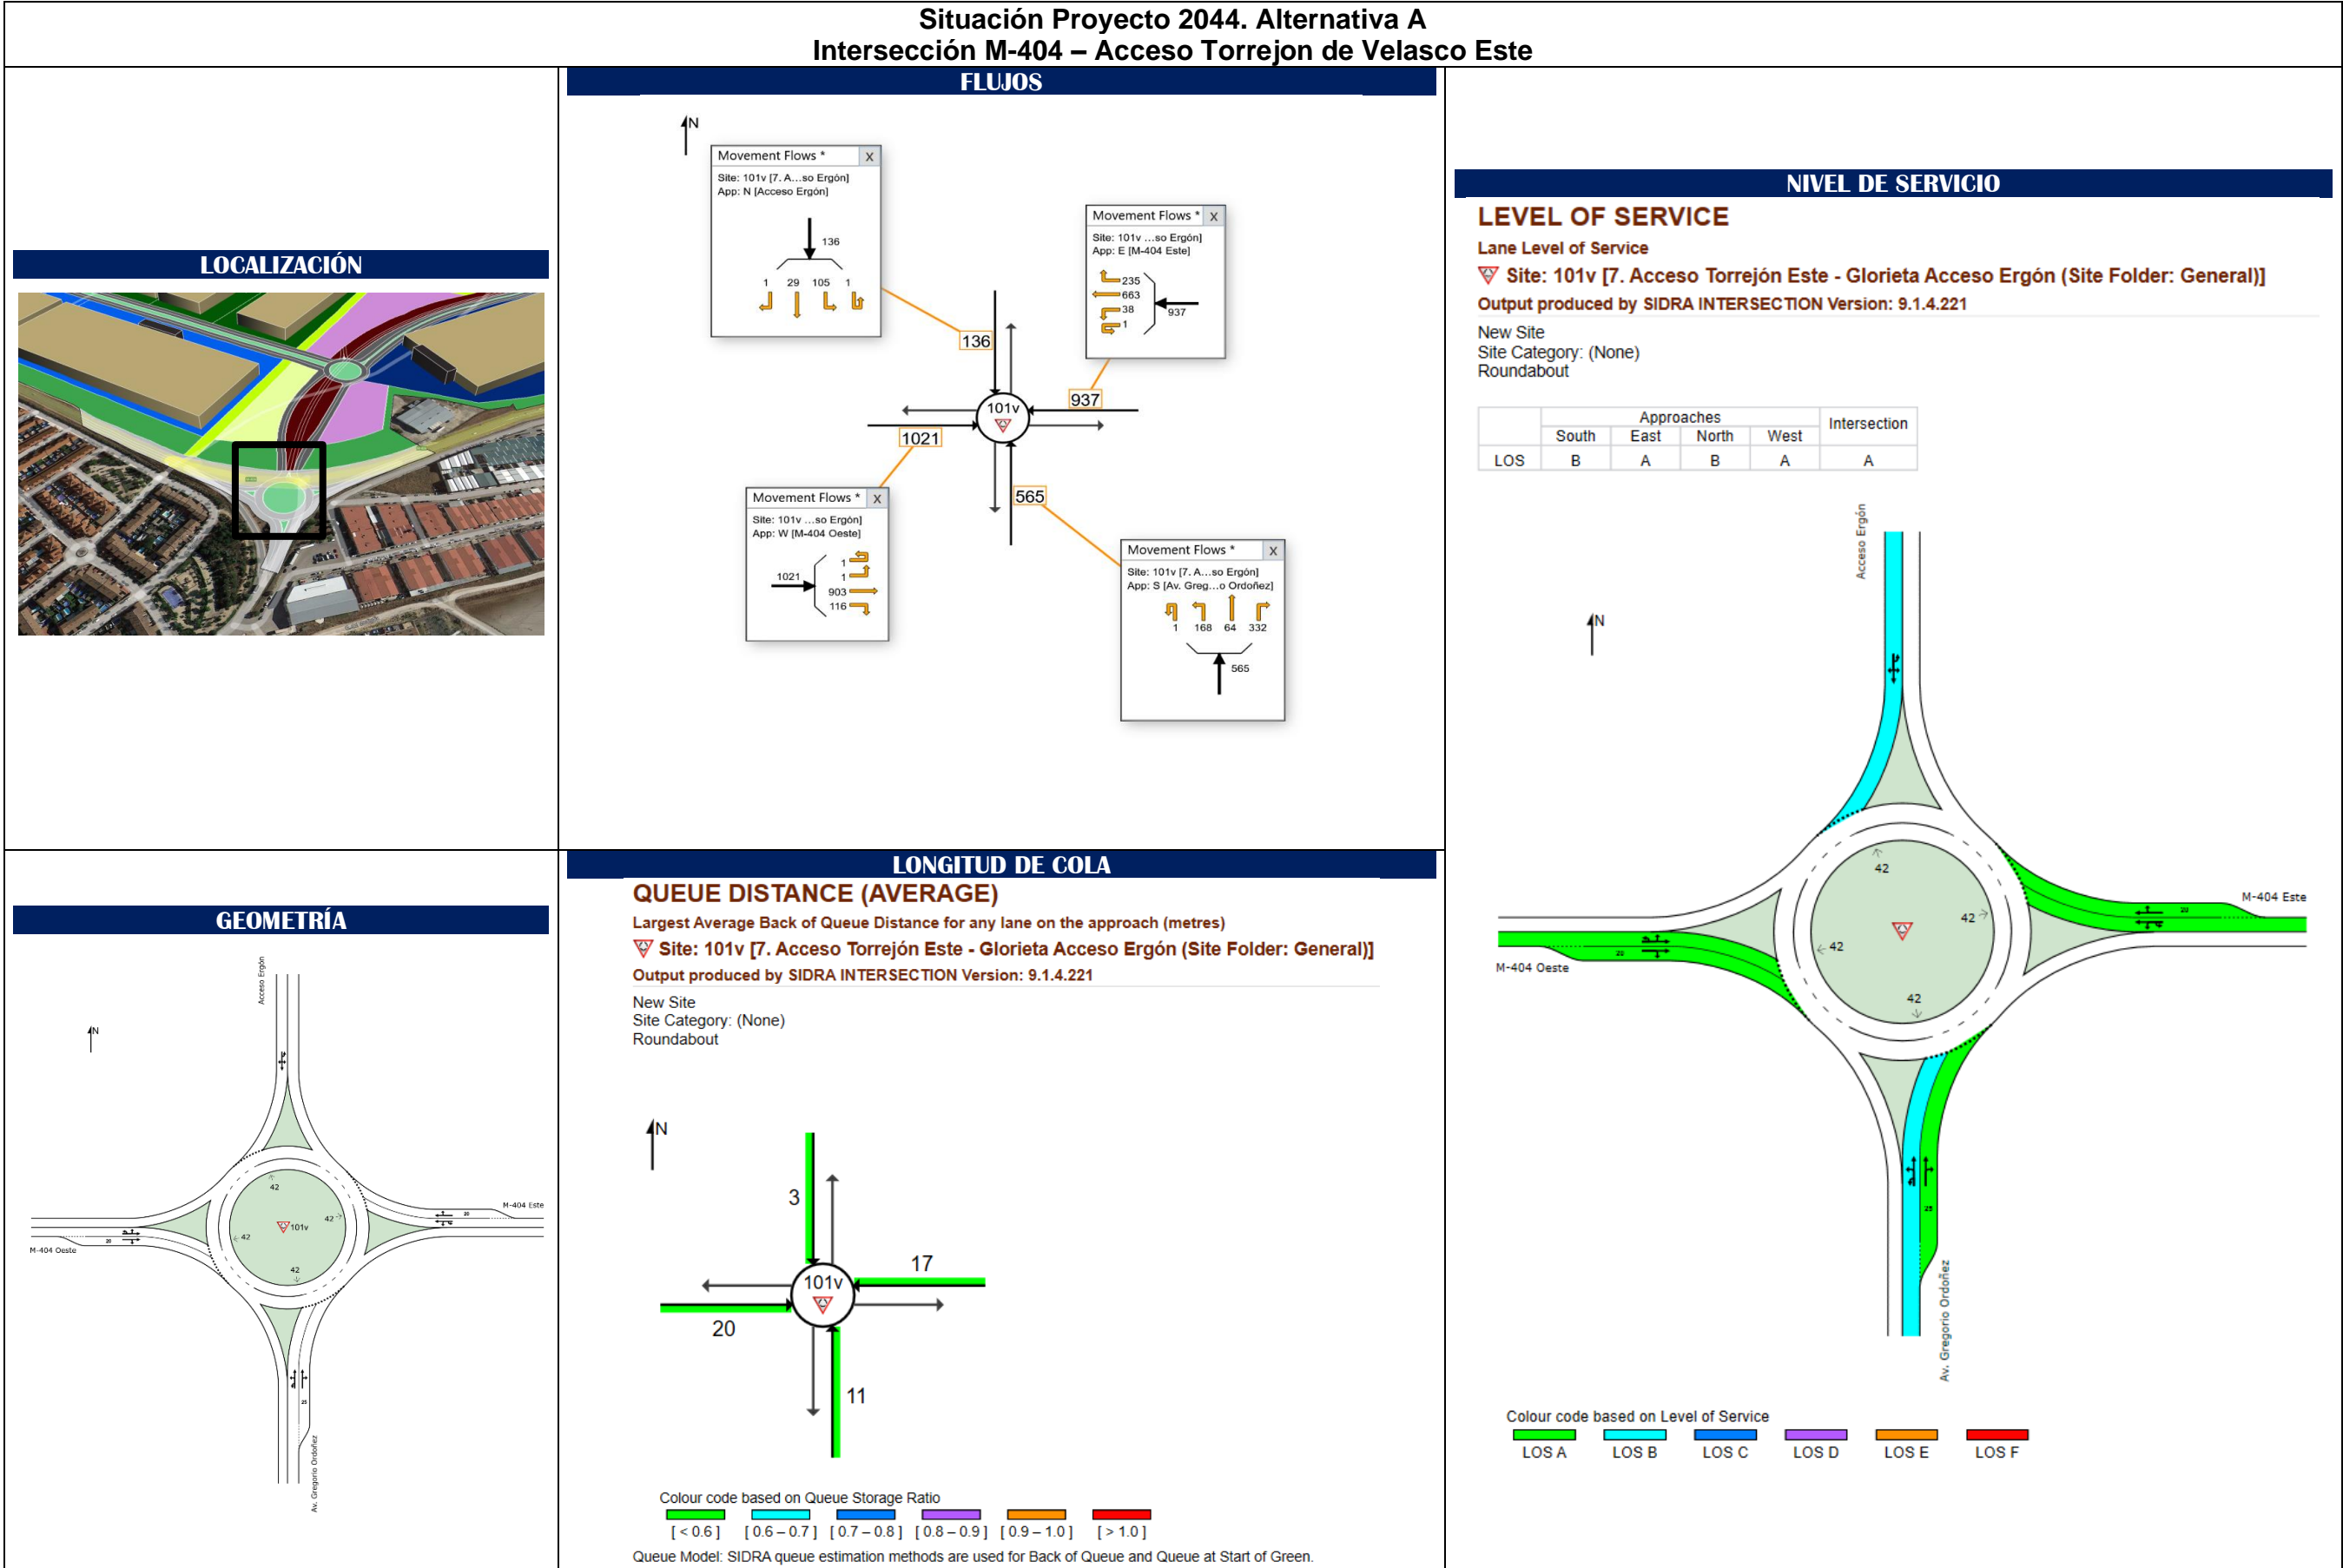 Situación Proyecto 2044. Alternativa A
Intersección M-404 – Acceso Torrejon de Velasco Este
LOCALIZACIÓN
FLUJOS
N
Movement Flows * X
Site: 101v [7. A...so Ergón]
App: N [Acceso Ergón]
136
1 29 105 1
Movement Flows * X
Site: 101v ...so Ergón]
App: E [M-404 Este]
235
663
38
1
937
136
937
101v
1021
565
Movement Flows * X
Site: 101v ...so Ergón]
App: W [M-404 Oeste]
1021
1
1
903
116
Movement Flows * X
Site: 101v [7. A...so Ergón]
App: S [Av. Greg...o Ordoñez]
1 168 64 332
565
NIVEL DE SERVICIO
LEVEL OF SERVICE
Lane Level of Service
Site: 101v [7. Acceso Torrejón Este - Glorieta Acceso Ergón (Site Folder: General)]
Output produced by SIDRA INTERSECTION Version: 9.1.4.221
New Site
Site Category: (None)
Roundabout
Approaches Intersection
South East North West
LOS B A B A A
Acceso Ergón
N
42
42
42
42
M-404 Este
20
20
M-404 Oeste
25
Av. Gregorio Ordoñez
Colour code based on Level of Service
LOS A LOS B LOS C LOS D LOS E LOS F
GEOMETRÍA
Acceso Ergón
N
42
42
101v
42
42
M-404 Este
20
20
M-404 Oeste
25
Av. Gregorio Ordoñez
LONGITUD DE COLA
QUEUE DISTANCE (AVERAGE)
Largest Average Back of Queue Distance for any lane on the approach (metres)
Site: 101v [7. Acceso Torrejón Este - Glorieta Acceso Ergón (Site Folder: General)]
Output produced by SIDRA INTERSECTION Version: 9.1.4.221
New Site
Site Category: (None)
Roundabout
N
3
17
101v
20
11
Colour code based on Queue Storage Ratio
[ < 0.6 ] [ 0.6 – 0.7 ] [ 0.7 – 0.8 ] [ 0.8 – 0.9 ] [ 0.9 – 1.0 ] [ > 1.0 ]
Queue Model: SIDRA queue estimation methods are used for Back of Queue and Queue at Start of Green.